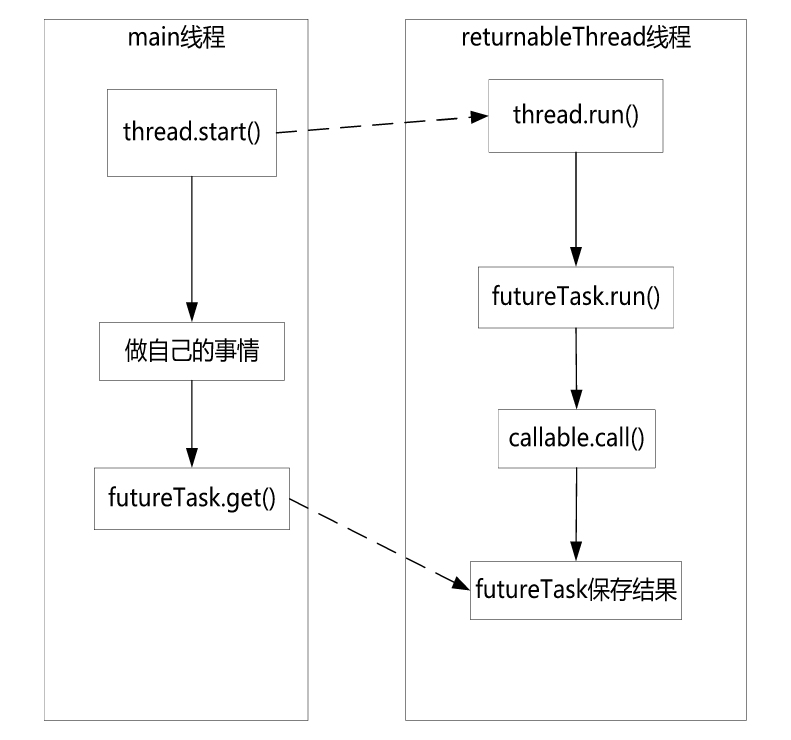 main线程
thread.start()
做自己的事情
futureTask.get()
returnableThread线程
thread.run()
futureTask.run()
callable.call()
futureTask保存结果